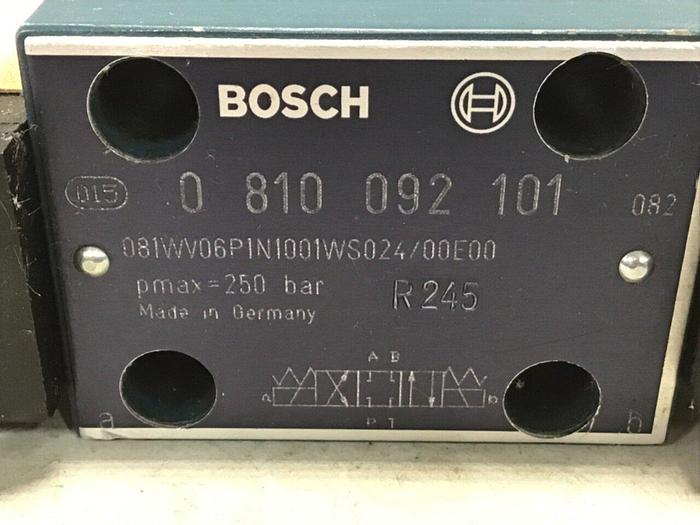 BOSCH
015 0 810 092 101 082
081WV06P1N1001WS024/00E00
pmax=250 bar R245
Made in Germany
A B
a b
P T
a b